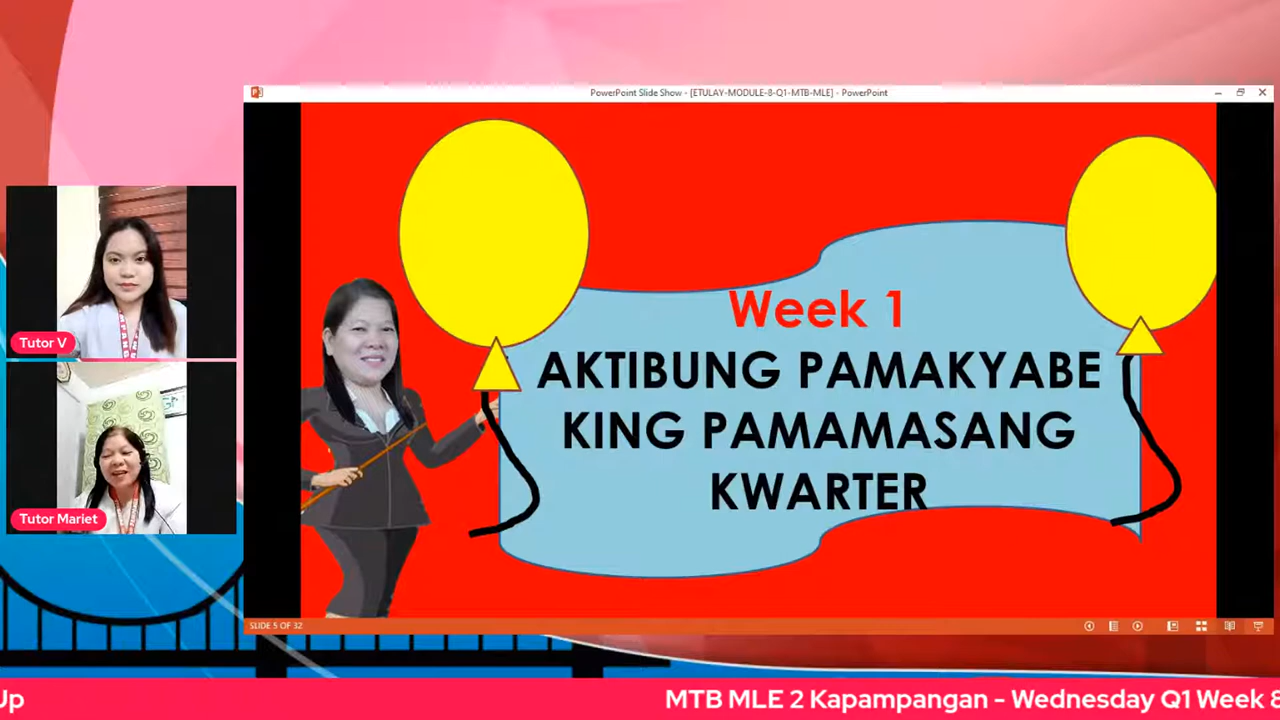 PowerPoint Slide Show - [ETULAY-MODULE-8-Q1-MTB-MLE] - PowerPoint
Tutor V
Tutor Mariet
Week 1
AKTIBUNG PAMAKYABE
KING PAMAMASANG
KWARTER
SLIDE 5 OF 32
Up
MTB MLE 2 Kapampangan - Wednesday Q1 Week 8